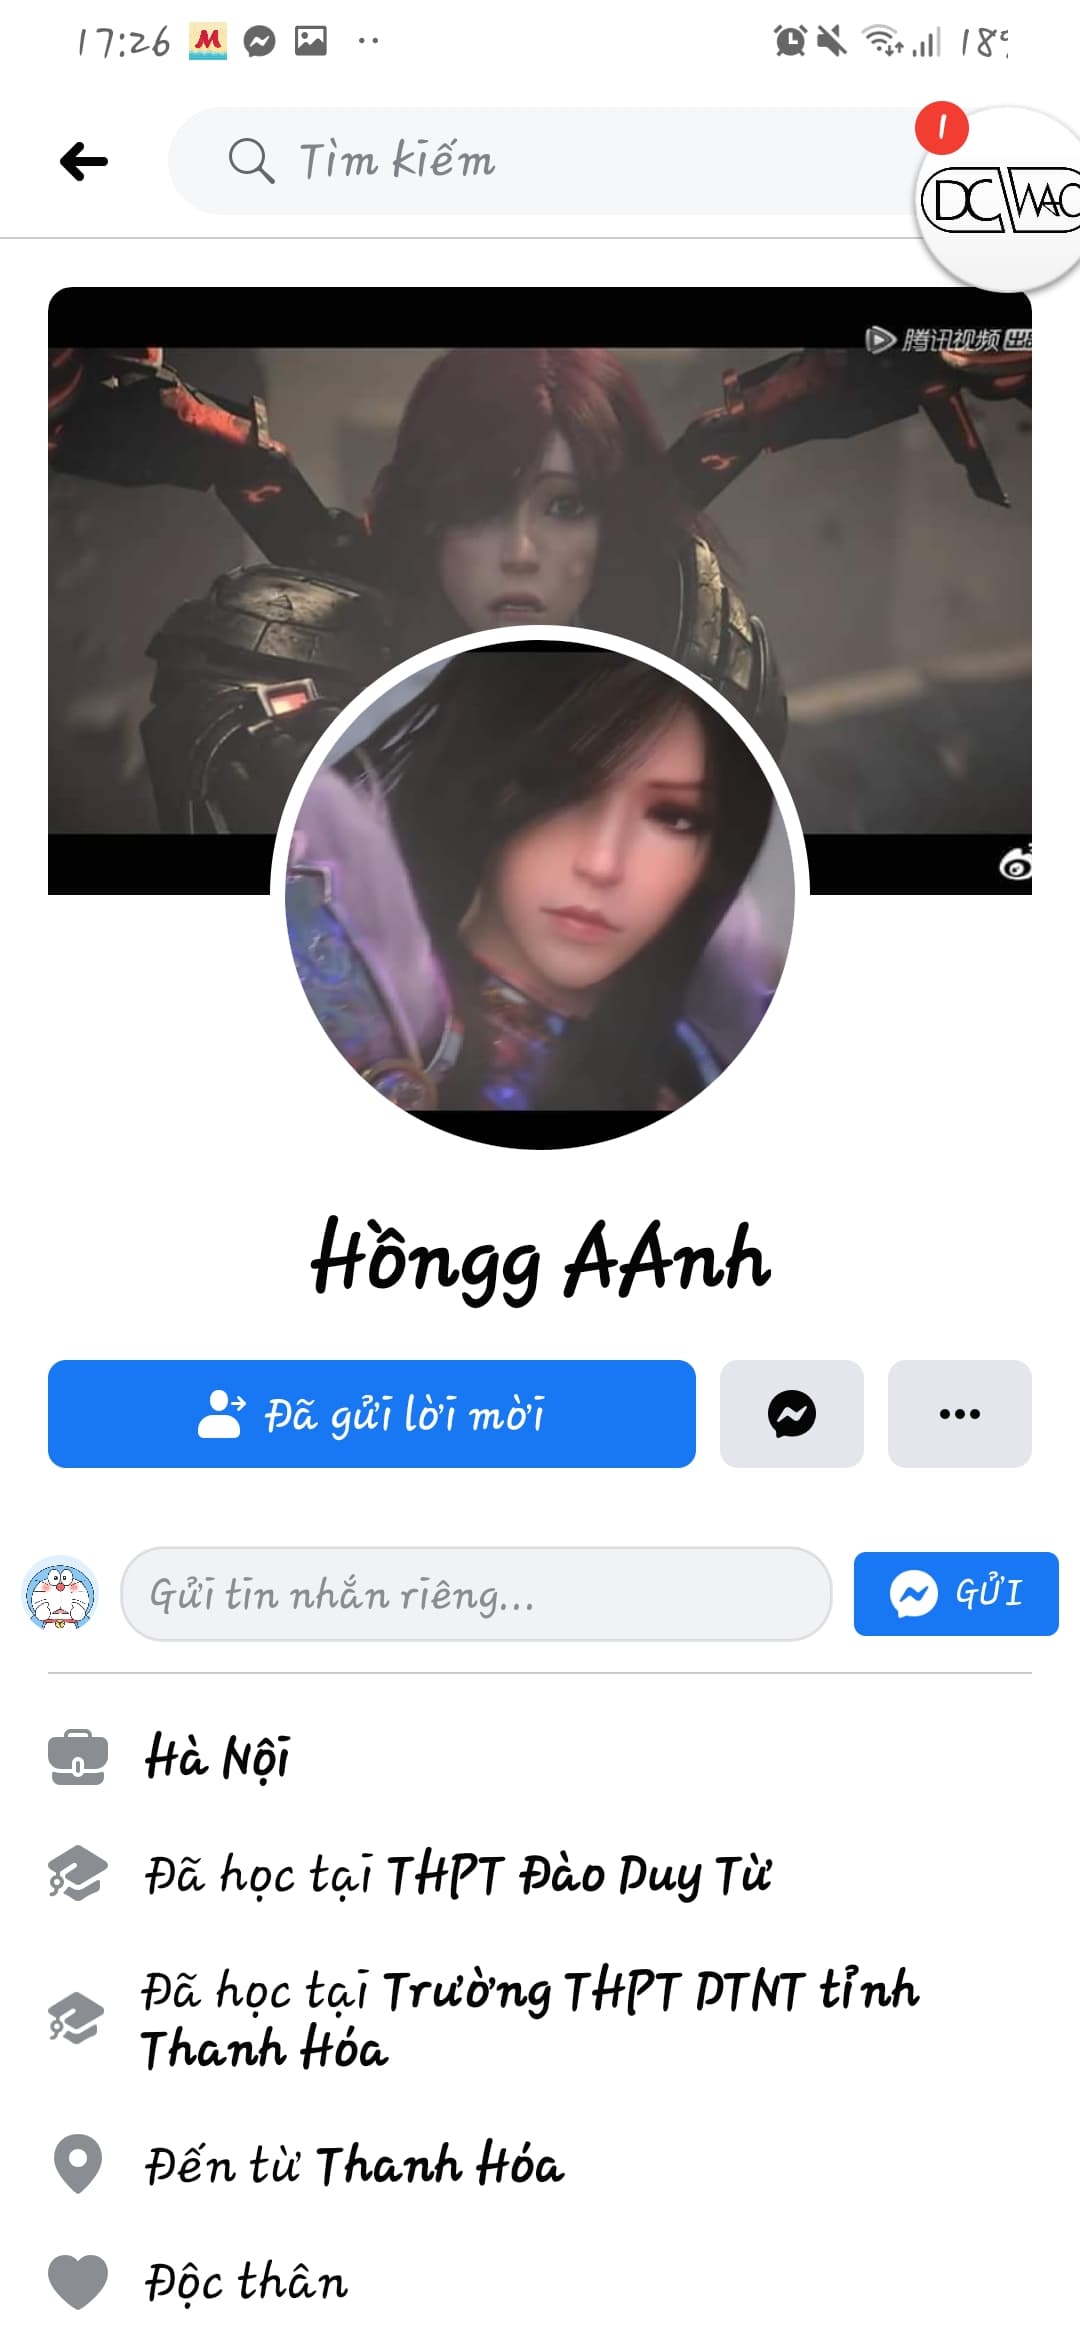 17:26
18%
Tìm kiếm
1
DC WAO
腾讯视频
Hồngg AAnh
Đã gửi lời mời
Gửi tin nhắn riêng...
GỬI
Hà Nội
Đã học tại THPT Đào Duy Từ
Đã học tại Trường THPT DTNT tỉnh
Thanh Hóa
Đến từ Thanh Hóa
Độc thân